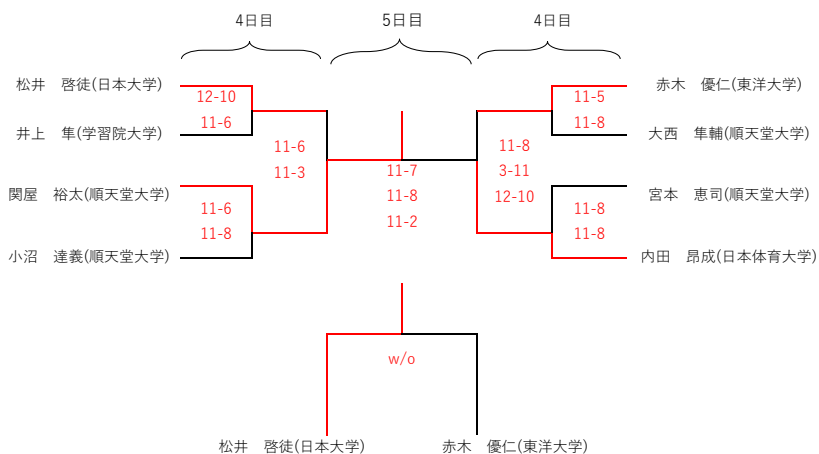 4日目
5日目
4日目
松井　啓徒(日本大学)
12-10
11-6
井上　隼(学習院大学)
11-6
11-3
関屋　裕太(順天堂大学)
11-6
11-8
小沼　達義(順天堂大学)
11-7
11-8
11-2
赤木　優仁(東洋大学)
11-5
11-8
大西　隼輔(順天堂大学)
11-8
3-11
12-10
宮本　恵司(順天堂大学)
11-8
11-8
内田　昂成(日本体育大学)
w/o
松井　啓徒(日本大学)
赤木　優仁(東洋大学)